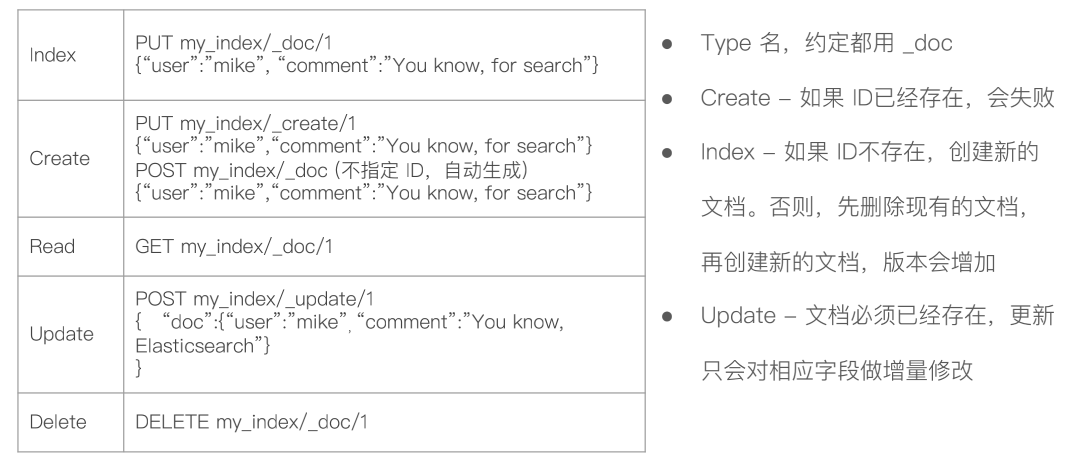 Index
PUT my_index/_doc/1
{“user”:”mike”, “comment”:”You know, for search”}
Create
PUT my_index/_create/1
{“user”:”mike”,“comment”:”You know, for search”}
POST my_index/_doc (不指定 ID，自动生成)
{“user”:”mike”,“comment”:”You know, for search”}
Read
GET my_index/_doc/1
Update
POST my_index/_update/1
{ “doc”:{“user”:”mike”, “comment”:”You know,
Elasticsearch”}
}
Delete
DELETE my_index/_doc/1
● Type 名，约定都用 _doc
● Create – 如果 ID已经存在，会失败
● Index – 如果 ID不存在，创建新的
文档。否则，先删除现有的文档，
再创建新的文档，版本会增加
● Update – 文档必须已经存在，更新
只会对相应字段做增量修改